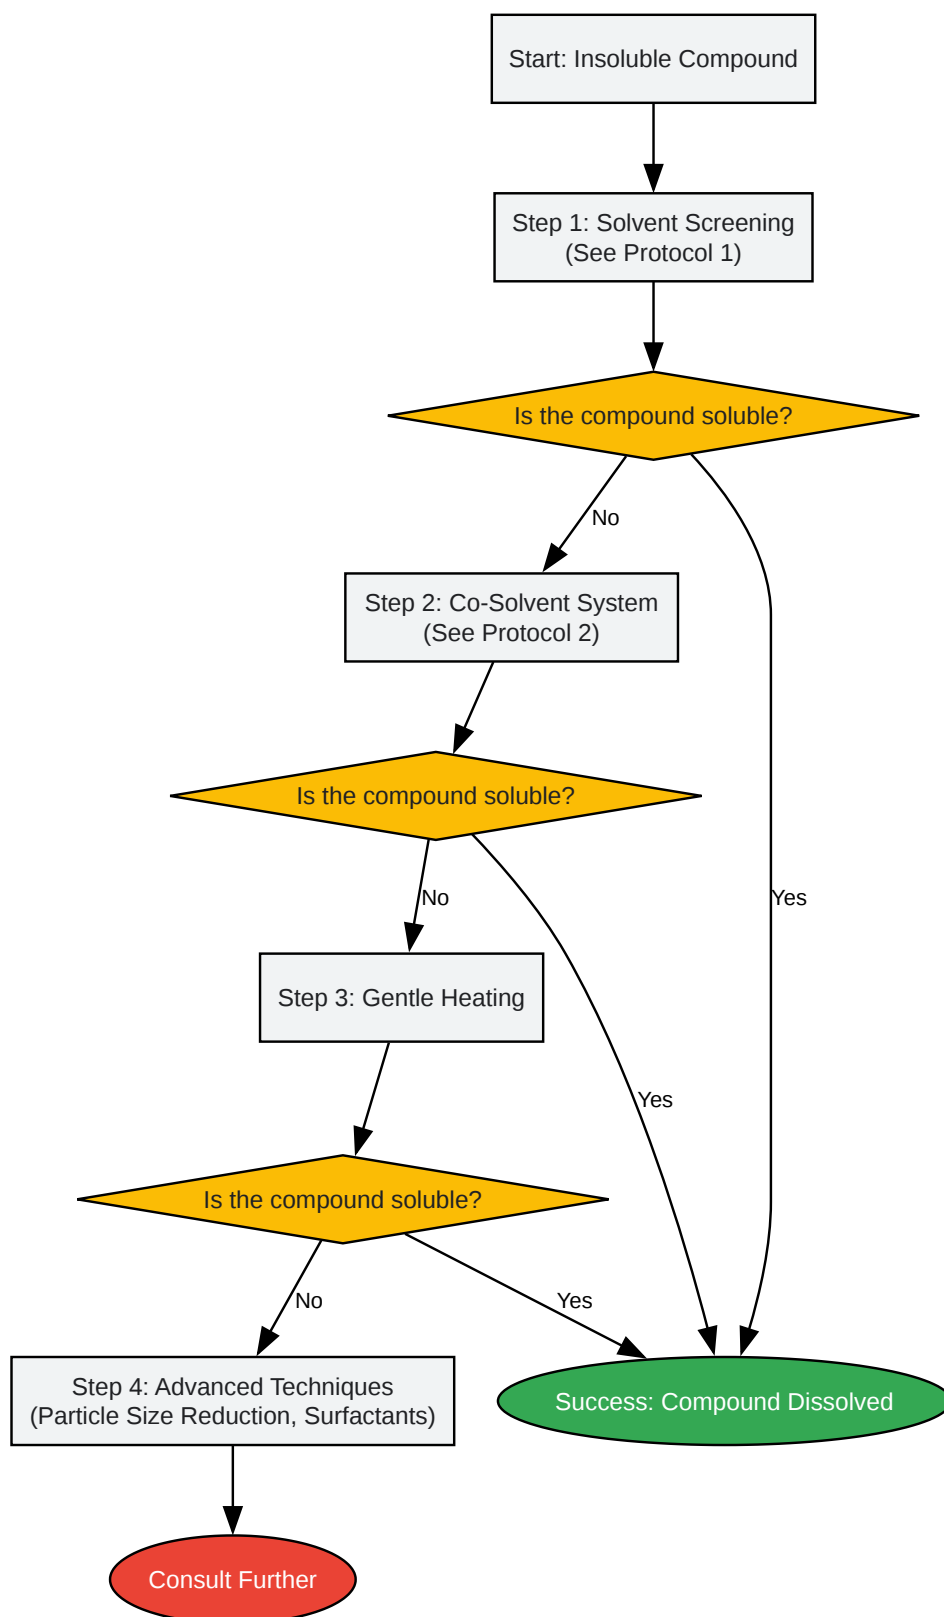 Start: Insoluble Compound
Step 1: Solvent Screening
(See Protocol 1)
Is the compound soluble?
No
Step 2: Co-Solvent System
(See Protocol 2)
Is the compound soluble?
No
Yes
Step 3: Gentle Heating
Yes
Is the compound soluble?
No
Yes
Step 4: Advanced Techniques
(Particle Size Reduction, Surfactants)
Success: Compound Dissolved
Consult Further